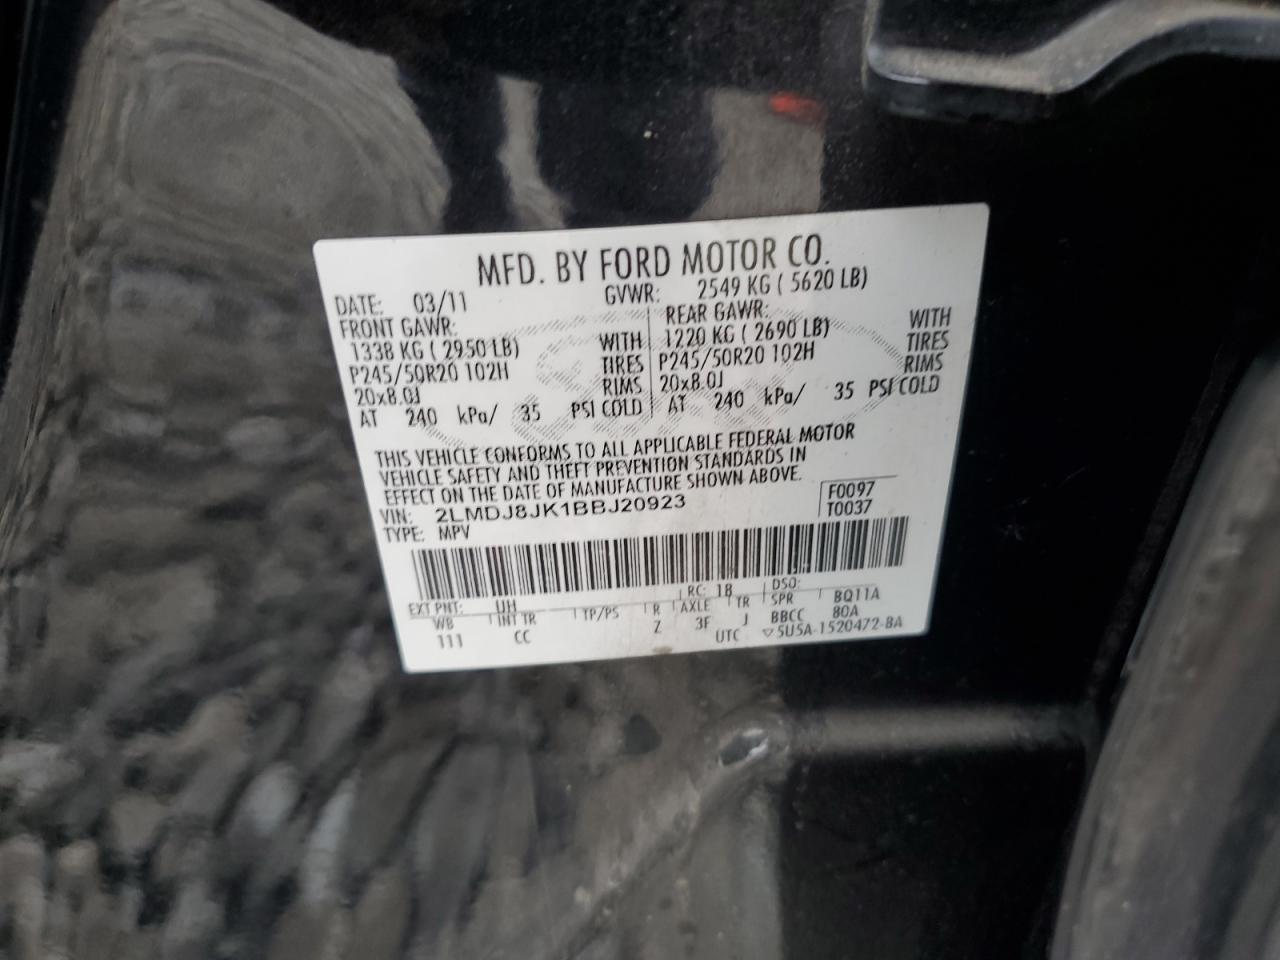 MFD. BY FORD MOTOR CO.
DATE: 03/11 GVWR: 2549 KG ( 5620 LB)
FRONT GAWR: REAR GAWR:
1338 KG ( 2950 LB) WITH 1220 KG ( 2690 LB) WITH
P245/50R20 102H TIRES P245/50R20 102H TIRES
20x8.0J RIMS 20x8.0J RIMS
AT 240 kPa/ 35 PSI COLD AT 240 kPa/ 35 PSI COLD
THIS VEHICLE CONFORMS TO ALL APPLICABLE FEDERAL MOTOR
VEHICLE SAFETY AND THEFT PREVENTION STANDARDS IN
EFFECT ON THE DATE OF MANUFACTURE SHOWN ABOVE.
VIN: 2LMDJ8JK1BBJ20923 F0097
TYPE: MPV T0037
EXT PNT: UH RC: 18 DSO:
WB INT TR TP/PS R AXLE TR SPR BQ11A
111 CC Z 3F J BBCC 80A
UTC ▽5U5A-1520472-BA